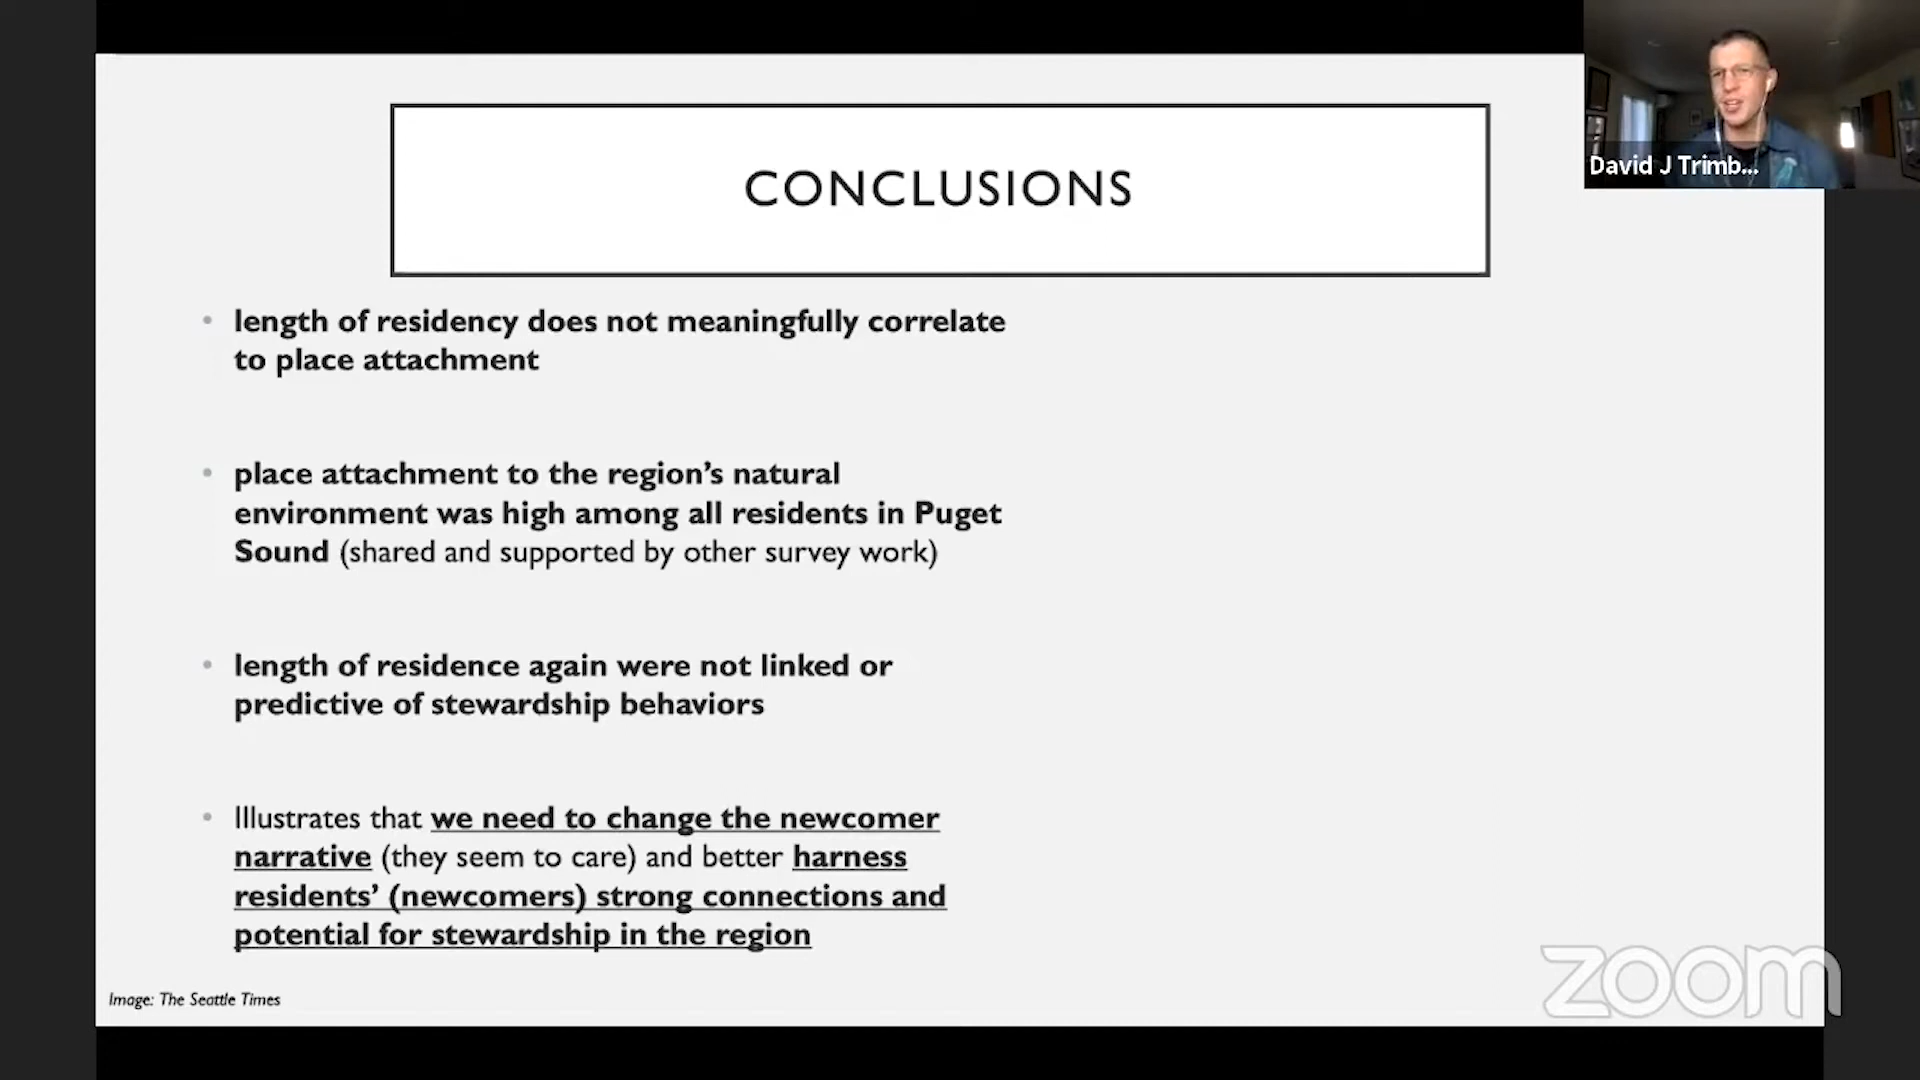 CONCLUSIONS
David J Trimb...
• length of residency does not meaningfully correlate
to place attachment
• place attachment to the region’s natural
environment was high among all residents in Puget
Sound (shared and supported by other survey work)
• length of residence again were not linked or
predictive of stewardship behaviors
• Illustrates that we need to change the newcomer
narrative (they seem to care) and better harness
residents’ (newcomers) strong connections and
potential for stewardship in the region
Image: The Seattle Times
zoom